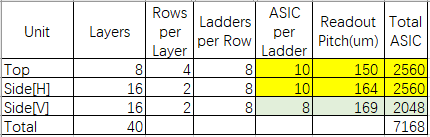 Unit Layers Rows per Layer Ladders per Row ASIC per Ladder Readout Pitch(um) Total ASIC
Top 8 4 8 10 150 2560
Side[H] 16 2 8 10 164 2560
Side[V] 16 2 8 8 169 2048
Total 40 7168